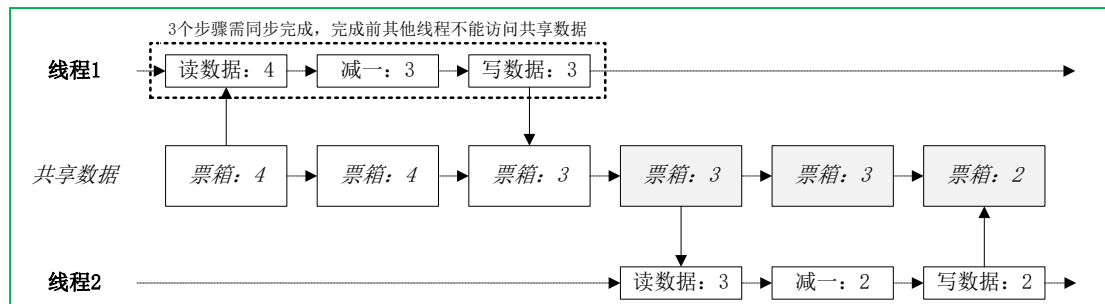 3个步骤需同步完成，完成前其他线程不能访问共享数据
线程1
读数据：4
减一：3
写数据：3
共享数据
票箱：4
票箱：4
票箱：3
票箱：3
票箱：3
票箱：2
线程2
读数据：3
减一：2
写数据：2